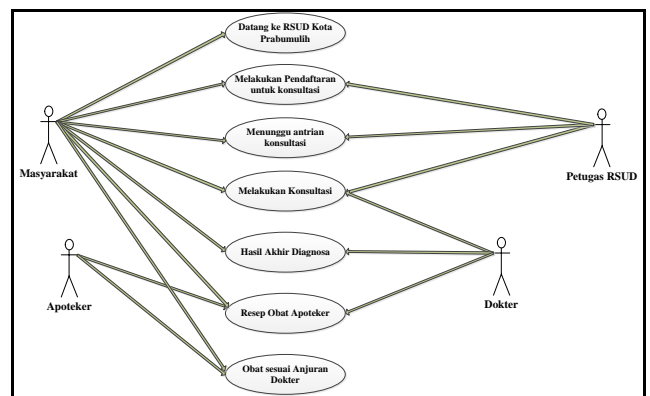 Datang ke RSUD Kota
Prabumulih
Melakukan Pendaftaran
untuk konsultasi
Menunggu antrian
konsultasi
Masyarakat
Petugas RSUD
Melakukan Konsultasi
Hasil Akhir Diagnosa
Apoteker
Dokter
Resep Obat Apoteker
Obat sesuai Anjuran
Dokter